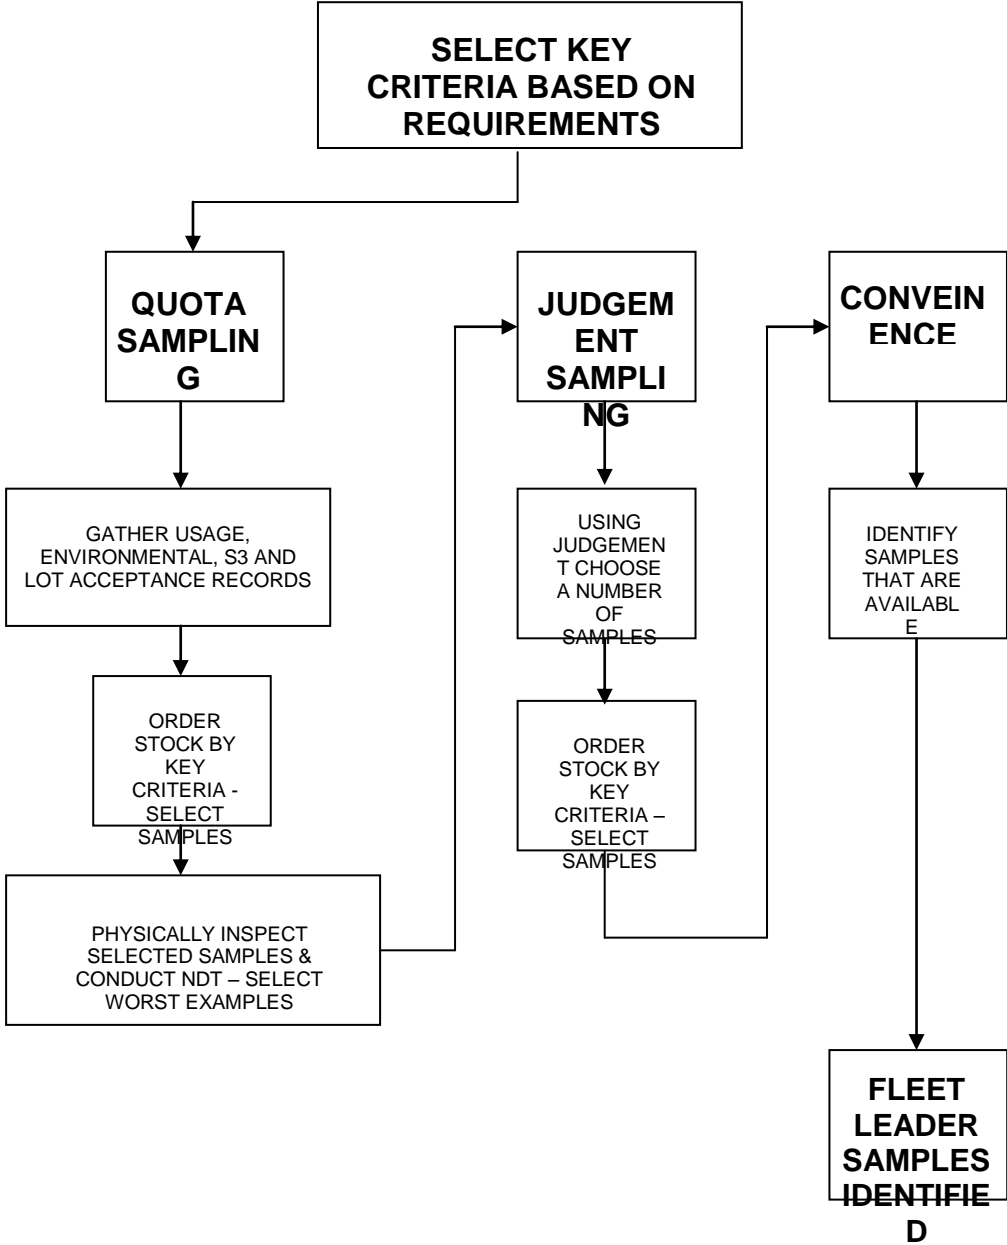 SELECT KEY
CRITERIA BASED ON
REQUIREMENTS
QUOTA
SAMPLIN
G
GATHER USAGE,
ENVIRONMENTAL, S3 AND
LOT ACCEPTANCE RECORDS
ORDER
STOCK BY
KEY
CRITERIA -
SELECT
SAMPLES
PHYSICALLY INSPECT
SELECTED SAMPLES &
CONDUCT NDT – SELECT
WORST EXAMPLES
JUDGEM
ENT
SAMPLI
NG
USING
JUDGEMEN
T CHOOSE
A NUMBER
OF
SAMPLES
ORDER
STOCK BY
KEY
CRITERIA –
SELECT
SAMPLES
CONVEIN
ENCE
IDENTIFY
SAMPLES
THAT ARE
AVAILABL
E
FLEET
LEADER
SAMPLES
IDENTIFIE
D